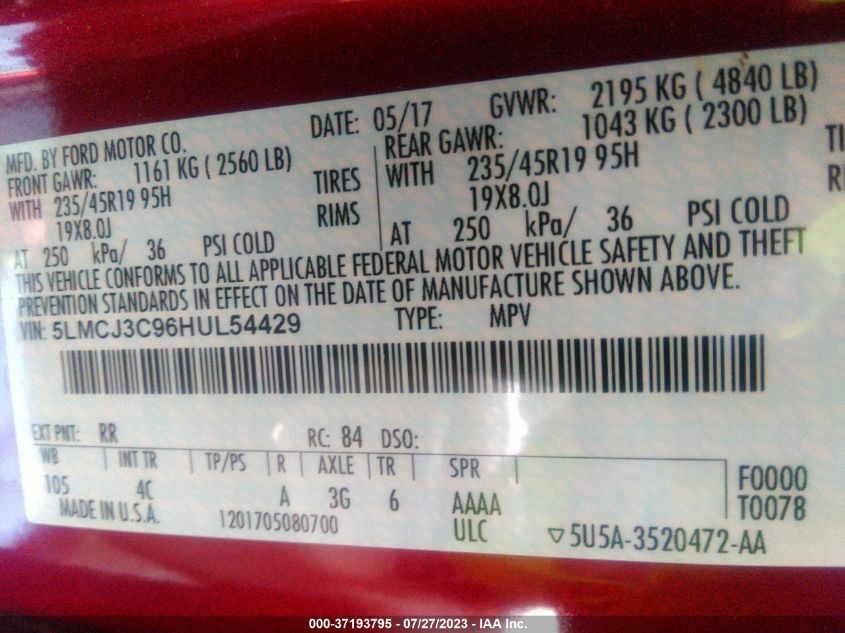 MFD. BY FORD MOTOR CO.
DATE: 05/17 GVWR: 2195 KG ( 4840 LB)
FRONT GAWR: 1161 KG ( 2560 LB)
REAR GAWR: 1043 KG ( 2300 LB)
WITH 235/45R19 95H TIRES
WITH 235/45R19 95H
19X8.0J RIMS
19X8.0J
AT 250 kPa/ 36 PSI COLD
AT 250 kPa/ 36 PSI COLD
THIS VEHICLE CONFORMS TO ALL APPLICABLE FEDERAL MOTOR VEHICLE SAFETY AND THEFT
PREVENTION STANDARDS IN EFFECT ON THE DATE OF MANUFACTURE SHOWN ABOVE.
VIN: 5LMCJ3C96HUL54429 TYPE: MPV
EXT PNT: RR RC: 84 DSO:
WB INT TR TP/PS R AXLE TR SPR
105 4C A 3G 6 AAAA
F0000
T0078
MADE IN U.S.A. 1201705080700 ULC ▽5U5A-3520472-AA
000-37193795 - 07/27/2023 - IAA Inc.